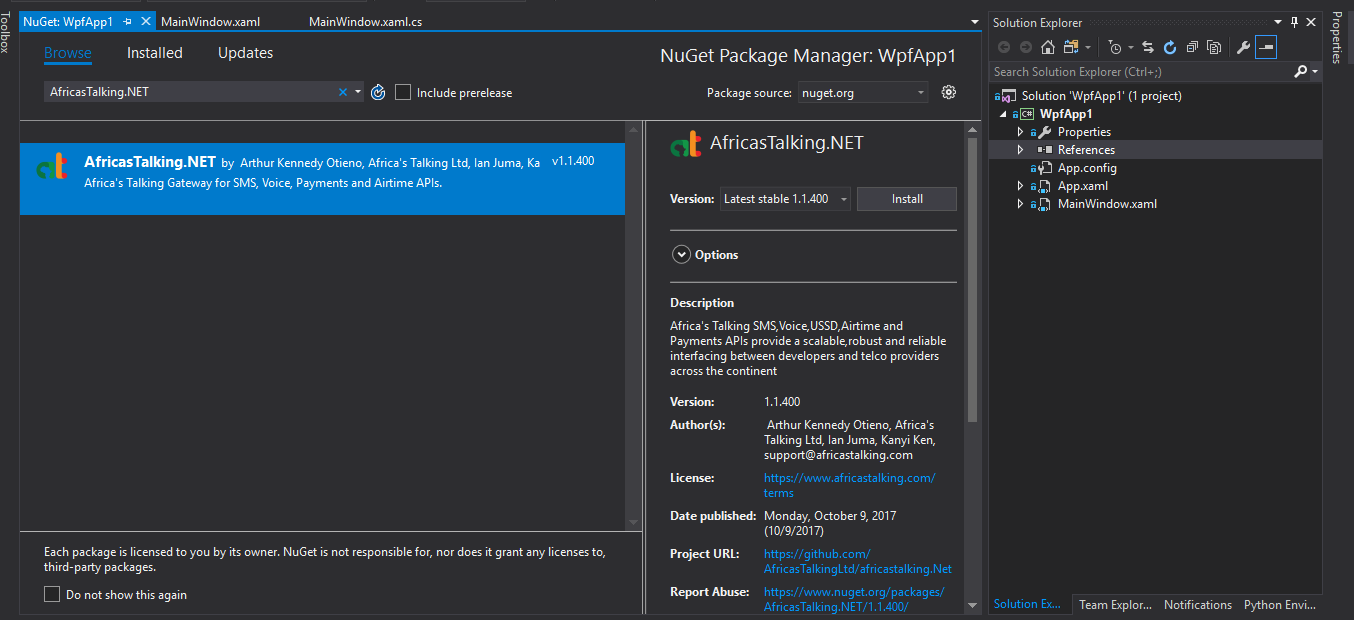 Toolbox
NuGet: WpfApp1
MainWindow.xaml
MainWindow.xaml.cs
Browse
Installed
Updates
NuGet Package Manager: WpfApp1
AfricasTalking.NET
Include prerelease
Package source:
nuget.org
at
AfricasTalking.NET by Arthur Kennedy Otieno, Africa's Talking Ltd, Ian Juma, Ka
v1.1.400
Africa's Talking Gateway for SMS, Voice, Payments and Airtime APIs.
Each package is licensed to you by its owner. NuGet is not responsible for, nor does it grant any licenses to,
third-party packages.
Do not show this again
at
AfricasTalking.NET
Version:
Latest stable 1.1.400
Install
Options
Description
Africa's Talking SMS,Voice,USSD,Airtime and
Payments APIs provide a scalable,robust and reliable
interfacing between developers and telco providers
across the continent
Version:
1.1.400
Author(s):
Arthur Kennedy Otieno, Africa's
Talking Ltd, Ian Juma, Kanyi Ken,
support@africastalking.com
License:
https://www.africastalking.com/
terms
Date published:
Monday, October 9, 2017
(10/9/2017)
Project URL:
https://github.com/
AfricasTalkingLtd/africastalking.Net
Report Abuse:
https://www.nuget.org/packages/
AfricasTalking.NET/1.1.400/
Solution Explorer
Search Solution Explorer (Ctrl+;)
Solution 'WpfApp1' (1 project)
C# WpfApp1
Properties
References
App.config
App.xaml
MainWindow.xaml
Solution Ex...
Team Explor...
Notifications
Python Envi...
Properties